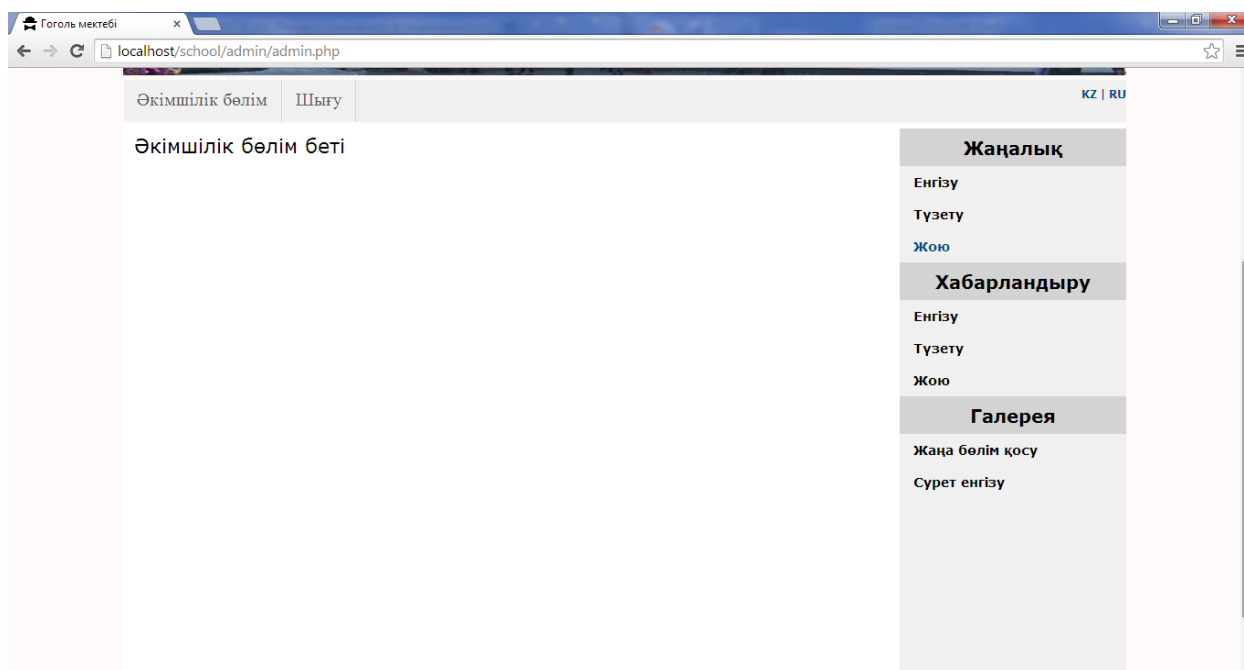 Гоголь мектебі
localhost/school/admin/admin.php
Әкімшілік бөлім Шығу KZ | RU
Әкімшілік бөлім беті
Жаңалық
Енгізу
Түзету
Жою
Хабарландыру
Енгізу
Түзету
Жою
Галерея
Жаңа бөлім қосу
Сурет енгізу